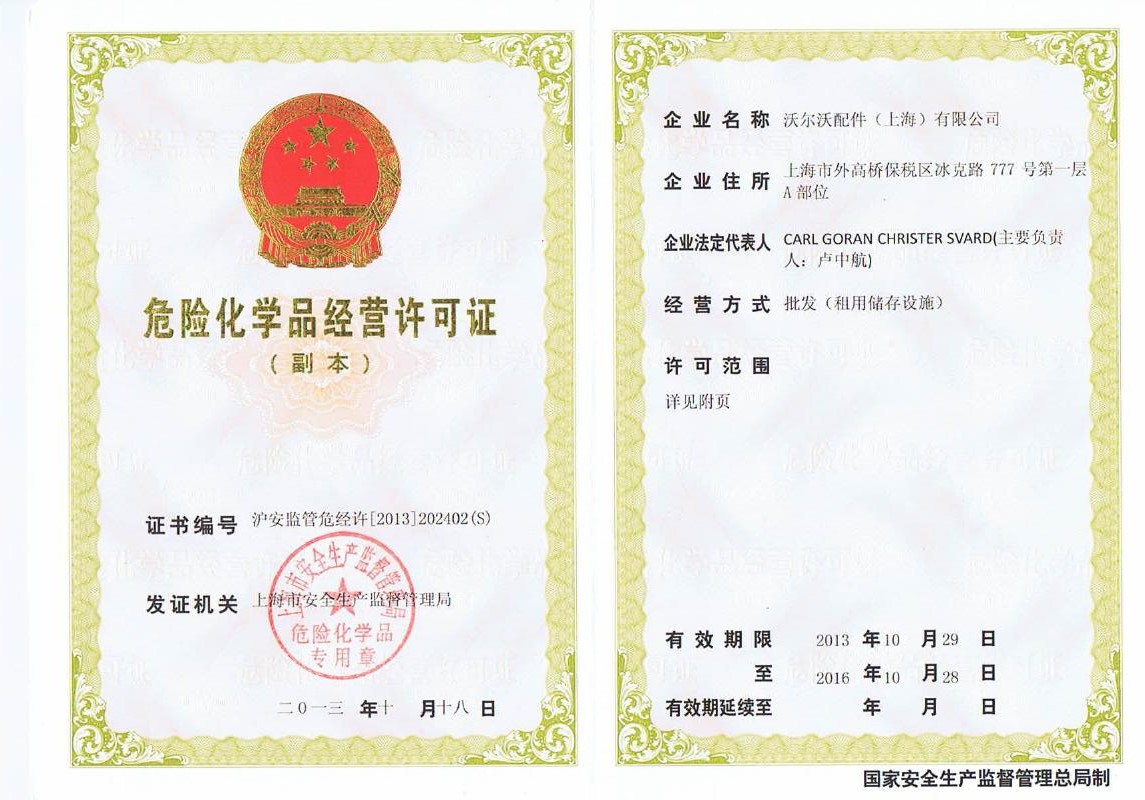 危险化学品经营许可证
（副本）
证书编号 沪安监管危经许[2013]202402(S)
发证机关 上海市安全生产监督管理局
上海市安全生产监督管理局
危险化学品
专用章
二0一三 年十 月十八 日
企业名称 沃尔沃配件（上海）有限公司
企业住所 上海市外高桥保税区冰克路 777 号第一层
A 部位
企业法定代表人 CARL GORAN CHRISTER SVARD(主要负责
人：卢中航)
经营方式 批发（租用储存设施）
许可范围
详见附页
有效期限 2013 年10 月29 日
至 2016 年10 月28 日
有效期延续至 年 月 日
国家安全生产监督管理总局制